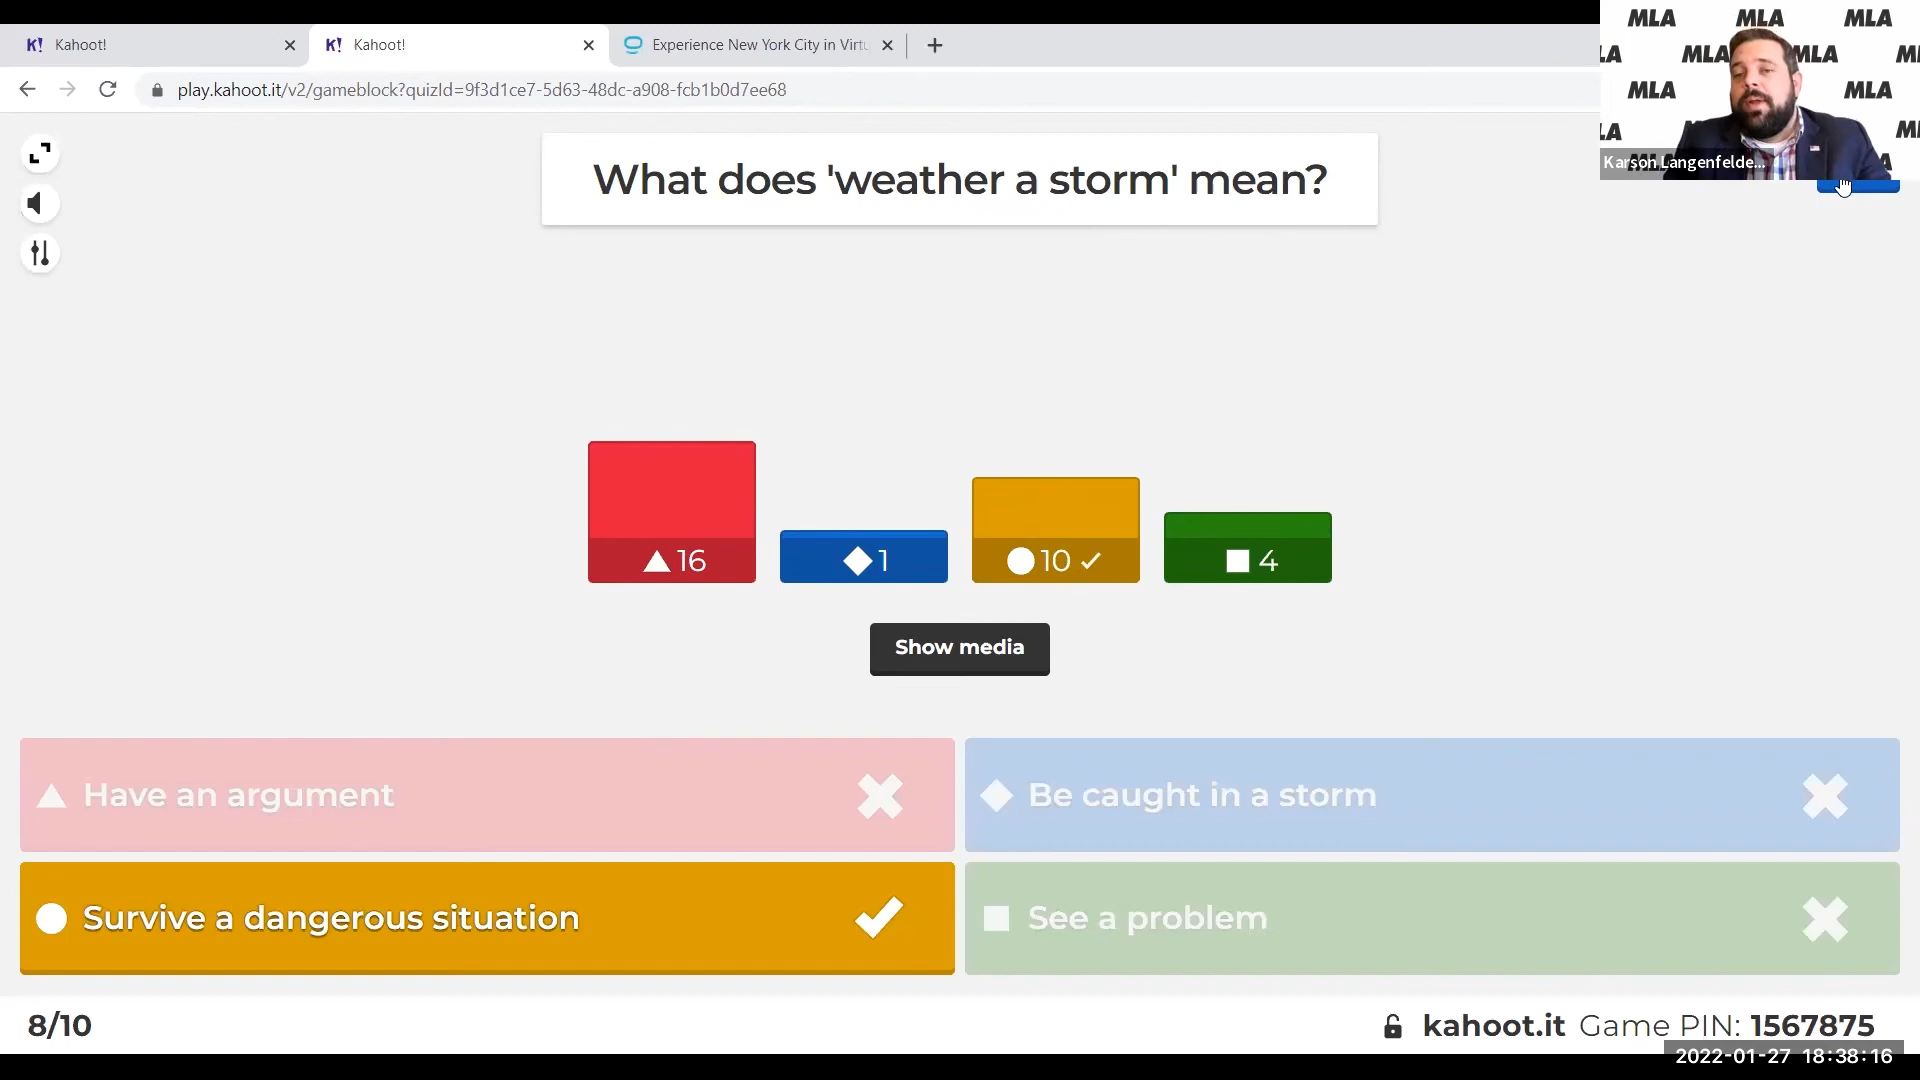 Kahoot!
Kahoot!
Experience New York City in Virtu
play.kahoot.it/v2/gameblock?quizId=9f3d1ce7-5d63-48dc-a908-fcb1b0d7ee68
MLA MLA MLA
LA MLA MLA M
MLA MLA
LA M
Karson Langenfelde...
What does 'weather a storm' mean?
16
1
10
4
Show media
Have an argument
Be caught in a storm
Survive a dangerous situation
See a problem
8/10
kahoot.it Game PIN: 1567875
2022-01-27 18:38:16